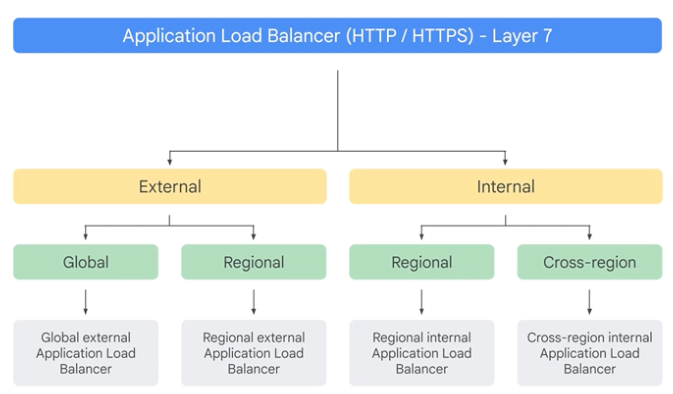 Application Load Balancer (HTTP / HTTPS) - Layer 7
External
Internal
Global
Regional
Regional
Cross-region
Global external
Application Load
Balancer
Regional external
Application Load
Balancer
Regional internal
Application Load
Balancer
Cross-region internal
Application Load
Balancer